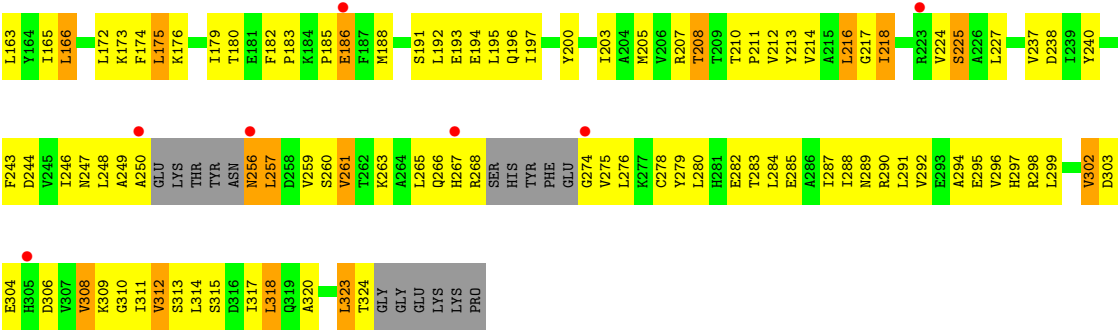 L163 Y164 I165 L166 L172 K173 F174 L175 K176 I179 T180 E181 F182 P183 K184 P185 E186 F187 M188 S191 L192 E193 E194 L195 Q196 I197 Y200 I203 A204 M205 V206 R207 T208 T209 T210 P211 V212 Y213 V214 A215 L216 G217 I218 R223 V224 S225 A226 L227 V237 D238 I239 Y240
F243 D244 V245 I246 N247 L248 A249 A250 GLU LYS THR TYR ASN N256 L257 D258 V259 S260 V261 T262 K263 A264 L265 Q266 H267 R268 SER HIS TYR PHE GLU G274 V275 L276 K277 C278 Y279 L280 H281 E282 T283 L284 E285 A286 I287 I288 N289 R290 L291 V292 E293 A294 E295 V296 H297 R298 L299 V302 D303
E304 H305 D306 V307 V308 K309 G310 I311 V312 S313 L314 S315 D316 I317 L318 Q319 A320 L323 T324 GLY GLY GLU LYS LYS PRO